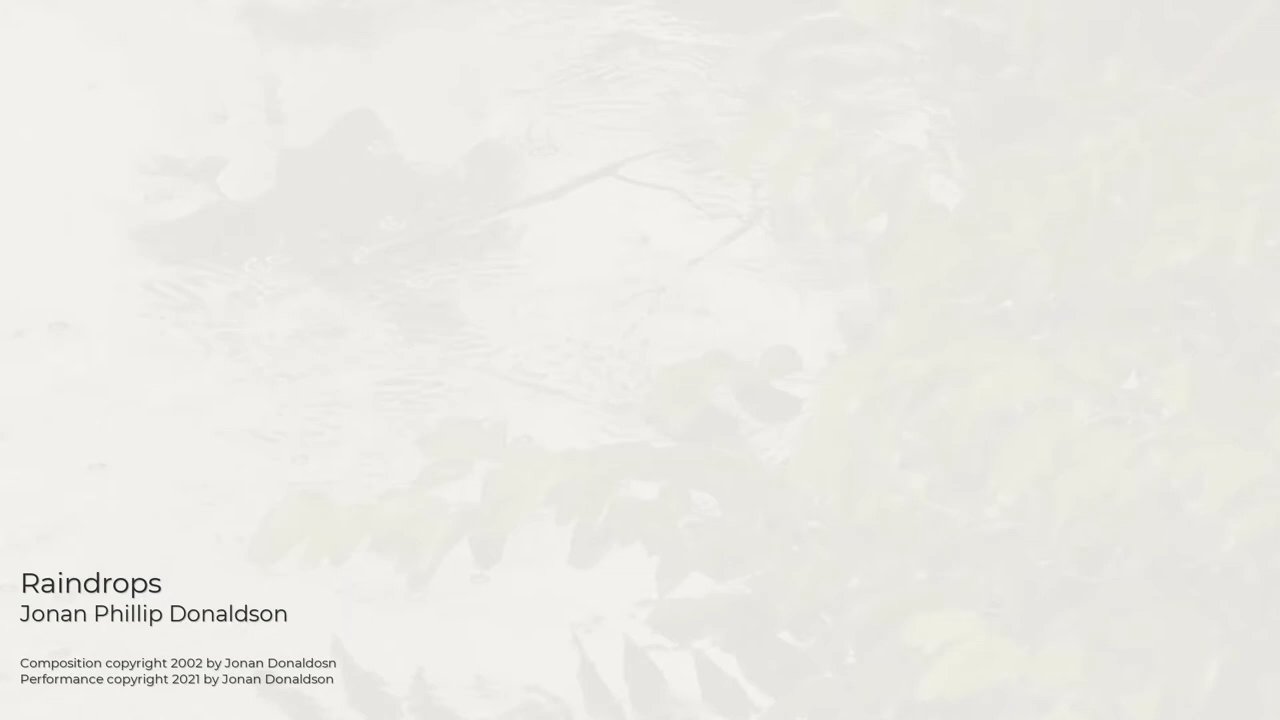 Raindrops
Jonan Phillip Donaldson
Composition copyright 2002 by Jonan Donaldosn
Performance copyright 2021 by Jonan Donaldson